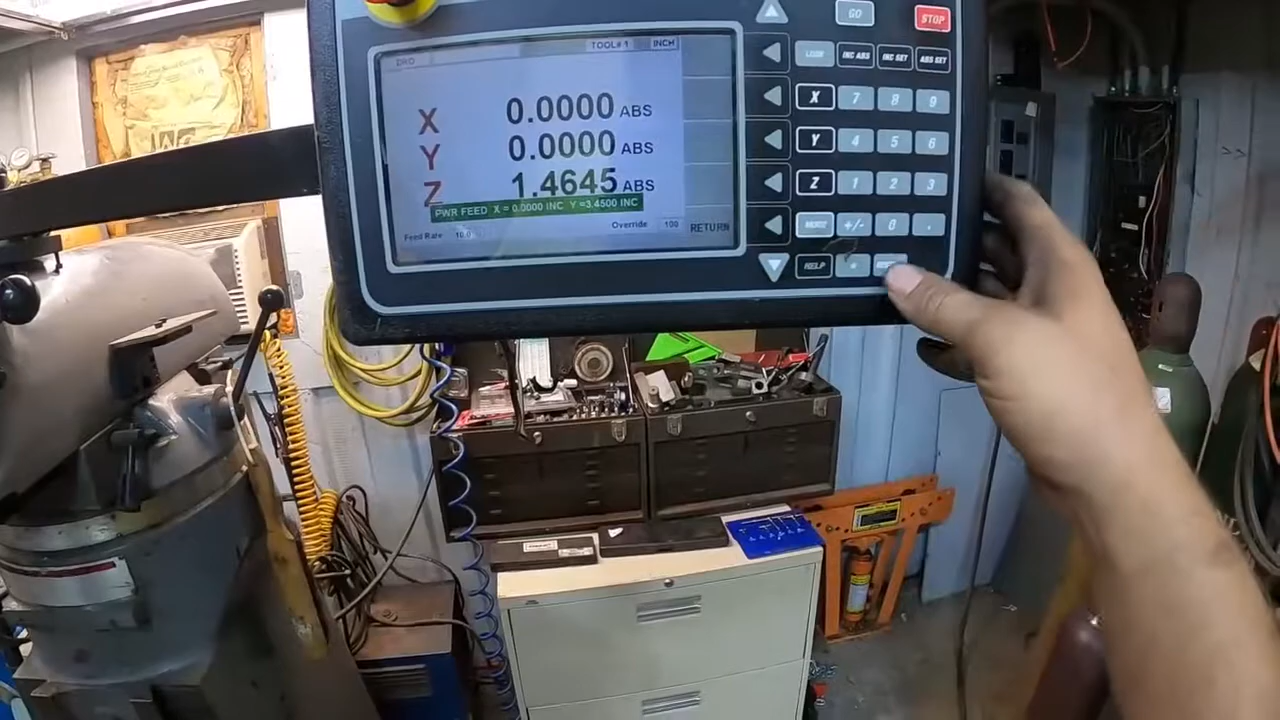 DRO TOOL# 1 INCH
X 0.0000 ABS
Y 0.0000 ABS
Z 1.4645 ABS
PWR FEED X = 0.0000 INC Y =3.4500 INC
Feed Rate 10.0 Override 100 RETURN
GO STOP
INC ABS INC SET ABS SET
X 7 8 9
Y 4 5 6
Z 1 2 3
+/- 0 .
HELP